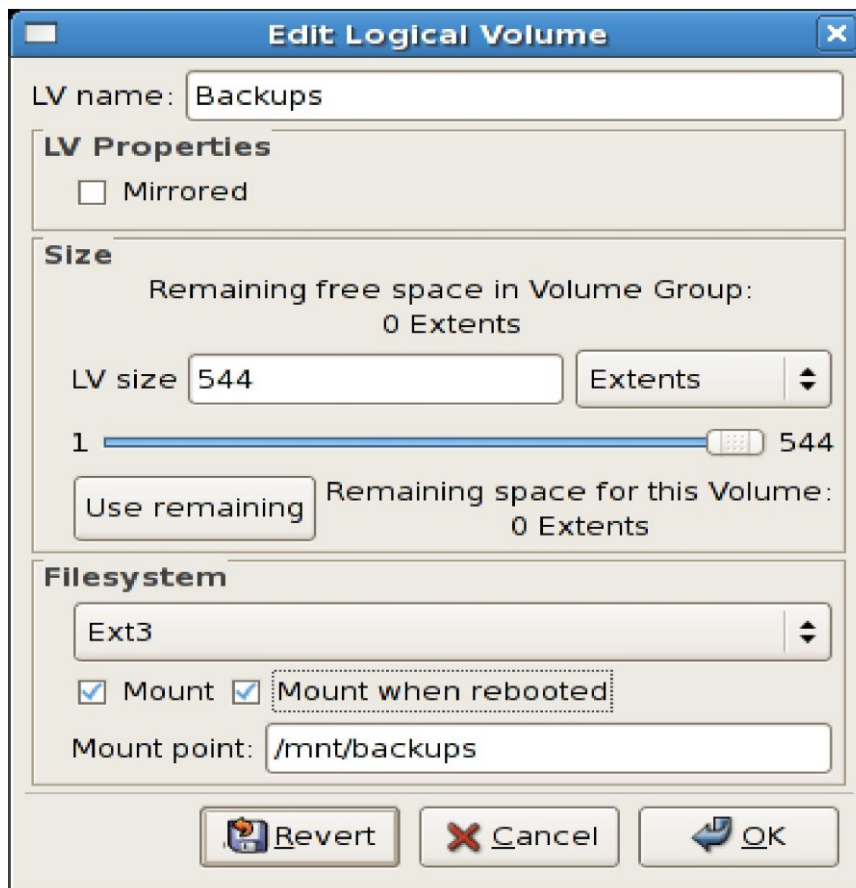 Edit Logical Volume
LV name: Backups
LV Properties
Mirrored
Size
Remaining free space in Volume Group:
0 Extents
LV size 544 Extents
1 544
Use remaining Remaining space for this Volume:
0 Extents
Filesystem
Ext3
Mount Mount when rebooted
Mount point: /mnt/backups
Revert Cancel OK